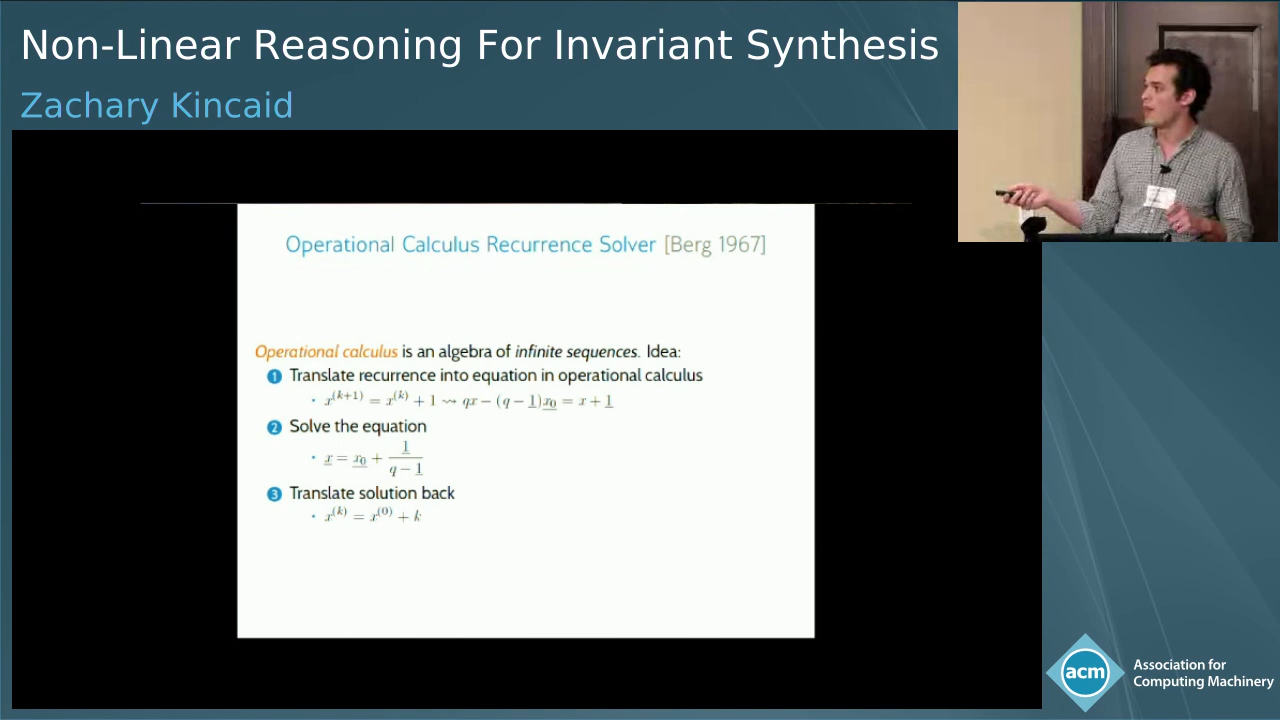 Non-Linear Reasoning For Invariant Synthesis
Zachary Kincaid
Operational Calculus Recurrence Solver [Berg 1967]
Operational calculus is an algebra of infinite sequences. Idea:
1 Translate recurrence into equation in operational calculus
• x^(k+1) = x^(k) + 1 ⇝ qx − (q − 1)x₀ = x + 1
2 Solve the equation
• x = x₀ + 1/(q − 1)
3 Translate solution back
• x^(k) = x^(0) + k
acm
Association for
Computing Machinery